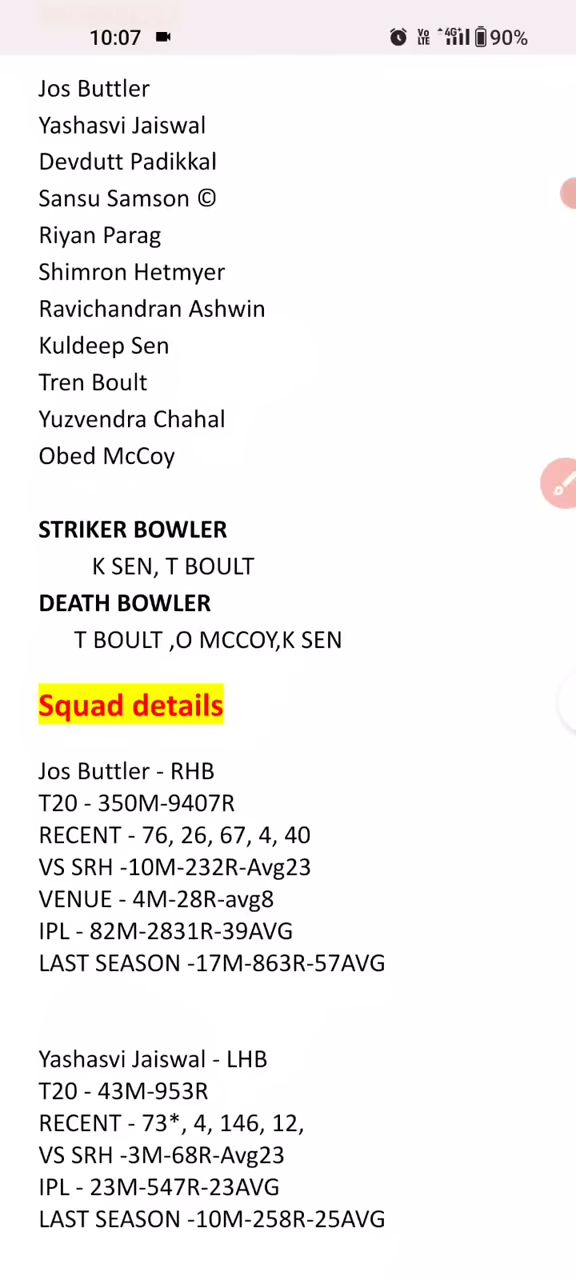 10:07
Vo LTE 4G+ 90%
Jos Buttler
Yashasvi Jaiswal
Devdutt Padikkal
Sansu Samson ©
Riyan Parag
Shimron Hetmyer
Ravichandran Ashwin
Kuldeep Sen
Tren Boult
Yuzvendra Chahal
Obed McCoy
STRIKER BOWLER
K SEN, T BOULT
DEATH BOWLER
T BOULT ,O MCCOY,K SEN
Squad details
Jos Buttler - RHB
T20 - 350M-9407R
RECENT - 76, 26, 67, 4, 40
VS SRH -10M-232R-Avg23
VENUE - 4M-28R-avg8
IPL - 82M-2831R-39AVG
LAST SEASON -17M-863R-57AVG
Yashasvi Jaiswal - LHB
T20 - 43M-953R
RECENT - 73*, 4, 146, 12,
VS SRH -3M-68R-Avg23
IPL - 23M-547R-23AVG
LAST SEASON -10M-258R-25AVG